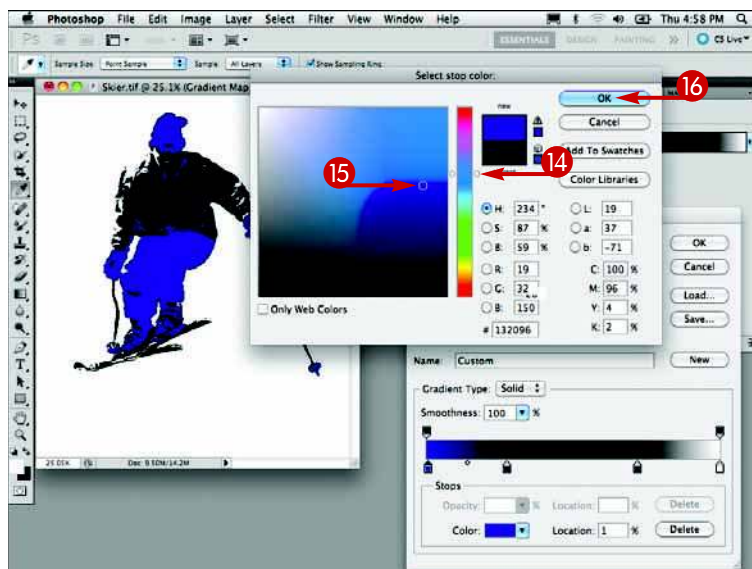 Photoshop File Edit Image Layer Select Filter View Window Help Thu 4:58 PM
Ps ESSENTIALS DESIGN PAINTING >> CS Live
Sample Size: Point Sample Sample: All Layers Show Sampling Ring
Select stop color:
Skier.tif @ 25.1% (Gradient Map
new
OK
16
Cancel
Add To Swatches
14
Color Libraries
15
H: 234 °
S: 87 %
B: 59 %
R: 19
G: 32
B: 150
# 132096
L: 19
a: 37
b: -71
C: 100 %
M: 96 %
Y: 4 %
K: 2 %
Only Web Colors
OK
Cancel
Load...
Save...
Name: Custom New
Gradient Type: Solid
Smoothness: 100 %
Stops
Opacity: % Location: % Delete
Color: Location: 1 % Delete
T